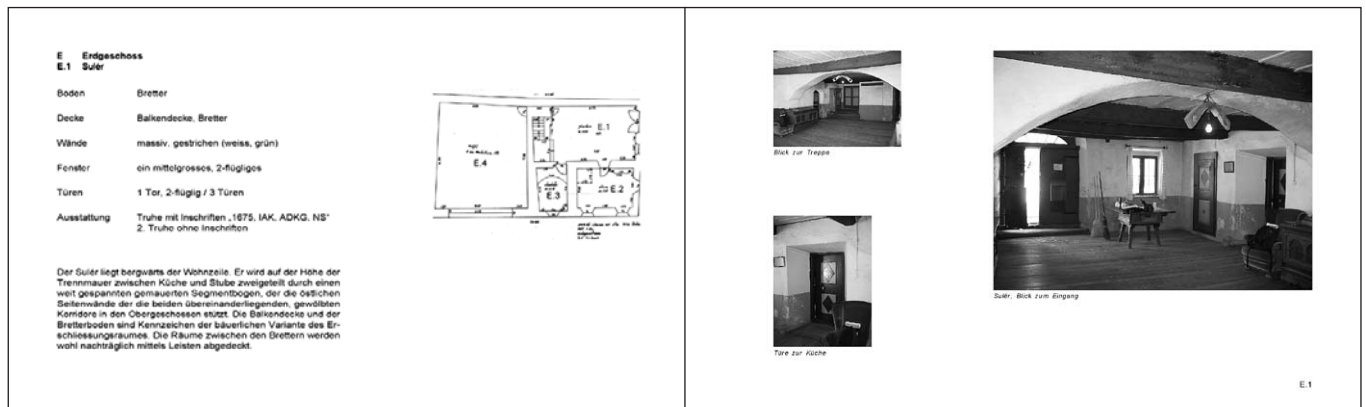 E Erdgeschoss
E.1 Sulèr
Boden Bretter
Decke Balkendecke, Bretter
Wände massiv, gestrichen (weiss, grün)
Fenster ein mittelgrosses, 2-flügliges
Türen 1 Tor, 2-flüglig / 3 Türen
Ausstattung Truhe mit Inschriften „1675, IAK, ADKG, NS“
2. Truhe ohne Inschriften
Der Sulèr liegt bergwärts der Wohnzeile. Er wird auf der Höhe der
Trennmauer zwischen Küche und Stube zweigeteilt durch einen
weit gespannten gemauerten Segmentbogen, der die östlichen
Seitenwände der die beiden übereinanderliegenden, gewölbten
Korridore in den Obergeschossen stützt. Die Balkendecke und der
Bretterboden sind Kennzeichen der bäuerlichen Variante des Er-
schliessungsraumes. Die Räume zwischen den Brettern werden
wohl nachträglich mittels Leisten abgedeckt.
E.1
E.4
E.2
E.3
Blick zur Treppe
Türe zur Küche
Sulèr, Blick zum Eingang
E.1